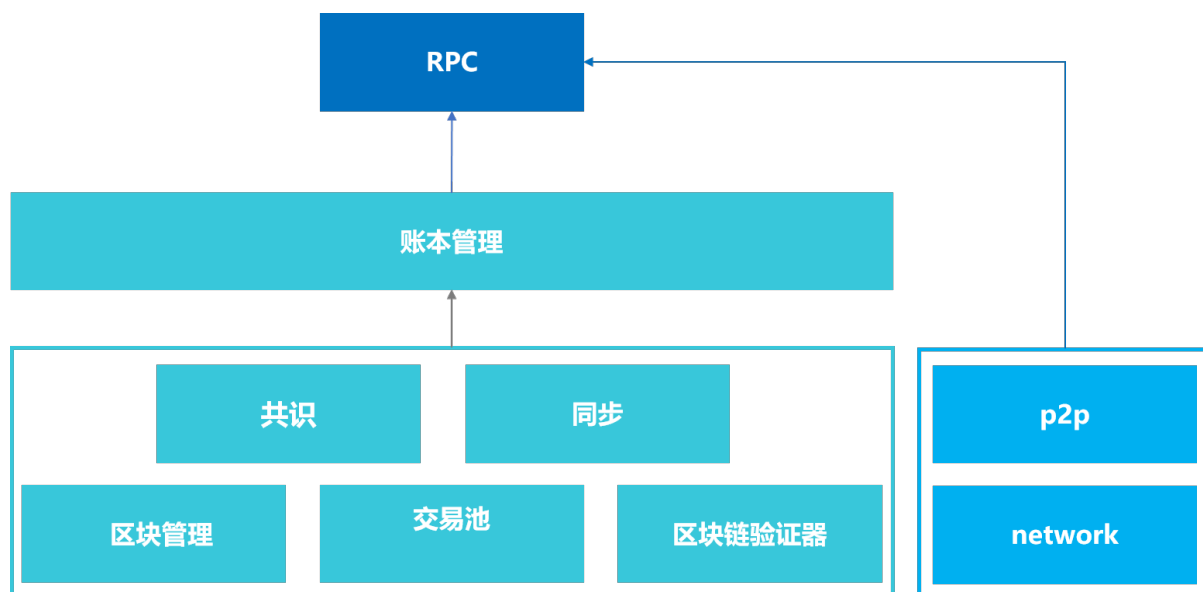 RPC
账本管理
共识
同步
p2p
区块管理
交易池
区块链验证器
network